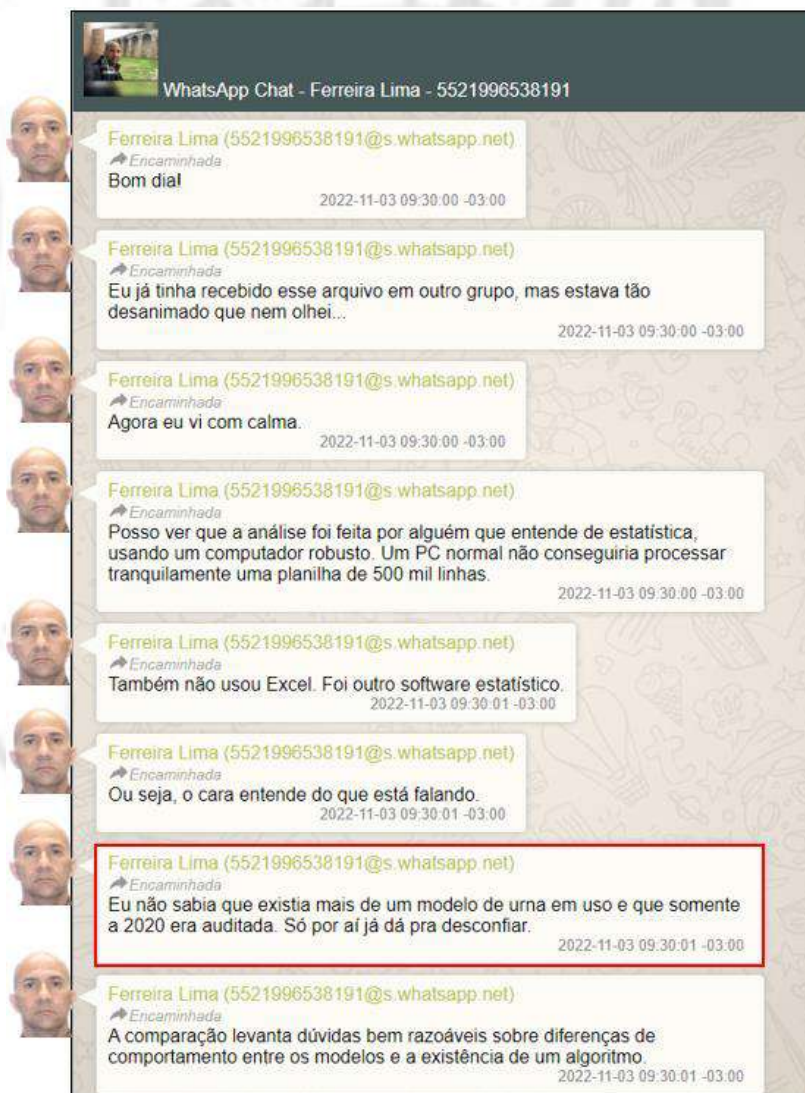 WhatsApp Chat - Ferreira Lima - 5521996538191
Ferreira Lima (5521996538191@s.whatsapp.net)
Encaminhada
Bom dia!
2022-11-03 09:30:00 -03:00
Ferreira Lima (5521996538191@s.whatsapp.net)
Encaminhada
Eu já tinha recebido esse arquivo em outro grupo, mas estava tão
desanimado que nem olhei...
2022-11-03 09:30:00 -03:00
Ferreira Lima (5521996538191@s.whatsapp.net)
Encaminhada
Agora eu vi com calma.
2022-11-03 09:30:00 -03:00
Ferreira Lima (5521996538191@s.whatsapp.net)
Encaminhada
Posso ver que a análise foi feita por alguém que entende de estatística,
usando um computador robusto. Um PC normal não conseguiria processar
tranquilamente uma planilha de 500 mil linhas.
2022-11-03 09:30:00 -03:00
Ferreira Lima (5521996538191@s.whatsapp.net)
Encaminhada
Também não usou Excel. Foi outro software estatístico.
2022-11-03 09:30:01 -03:00
Ferreira Lima (5521996538191@s.whatsapp.net)
Encaminhada
Ou seja, o cara entende do que está falando.
2022-11-03 09:30:01 -03:00
Ferreira Lima (5521996538191@s.whatsapp.net)
Encaminhada
Eu não sabia que existia mais de um modelo de urna em uso e que somente
a 2020 era auditada. Só por aí já dá pra desconfiar.
2022-11-03 09:30:01 -03:00
Ferreira Lima (5521996538191@s.whatsapp.net)
Encaminhada
A comparação levanta dúvidas bem razoáveis sobre diferenças de
comportamento entre os modelos e a existência de um algoritmo.
2022-11-03 09:30:01 -03:00